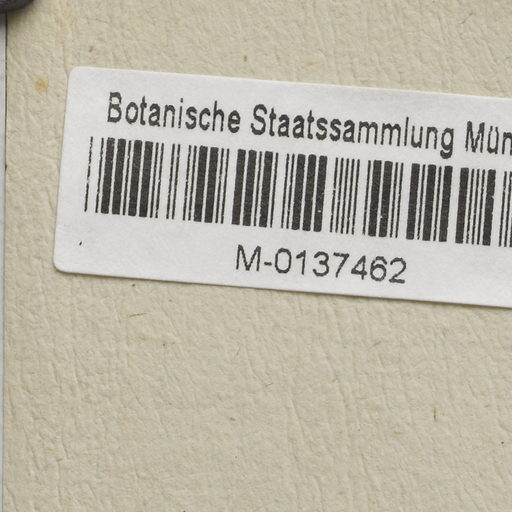 Botanische Staatssammlung Mün
M-0137462